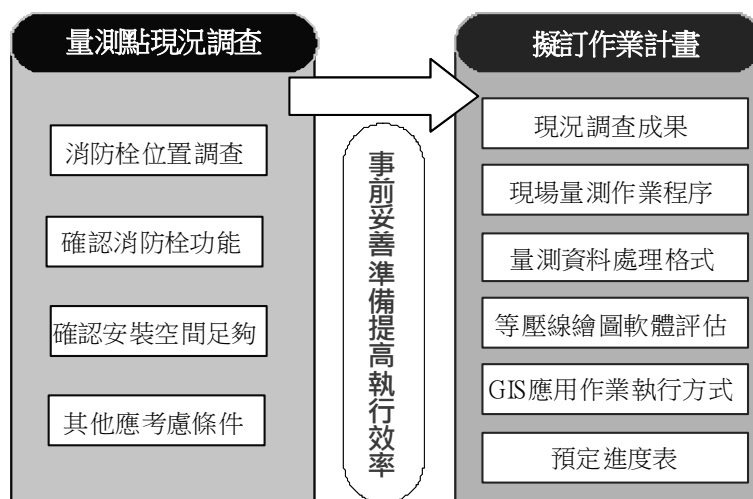 量測點現況調查
消防栓位置調查
確認消防栓功能
確認安裝空間足夠
其他應考慮條件
事前妥善準備提高執行效率
擬訂作業計畫
現況調查成果
現場量測作業程序
量測資料處理格式
等壓線繪圖軟體評估
GIS應用作業執行方式
預定進度表